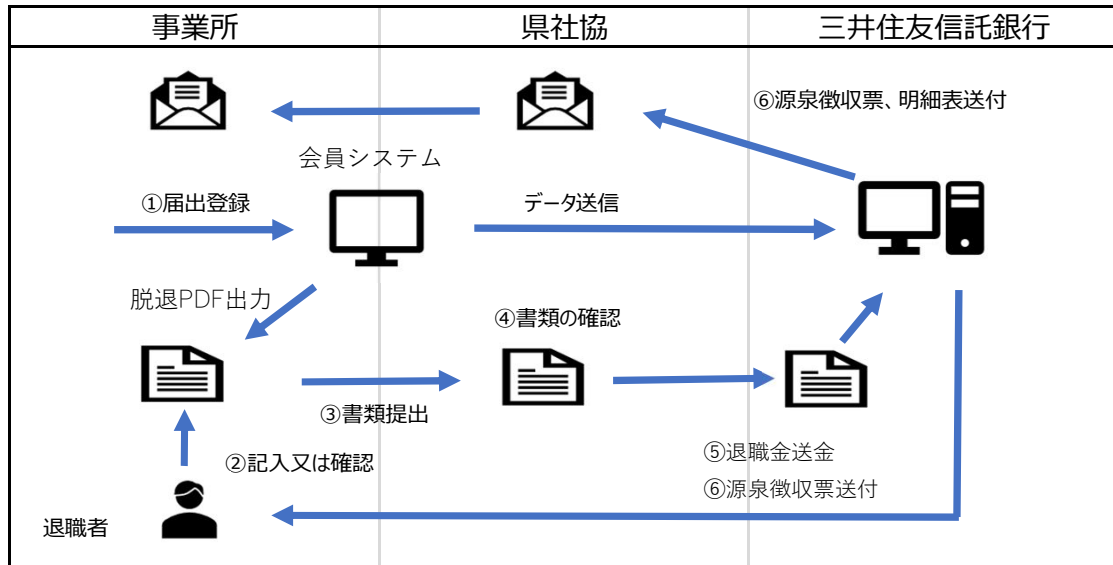 事業所
県社協
三井住友信託銀行
⑥源泉徴収票、明細表送付
会員システム
①届出登録
データ送信
脱退PDF出力
④書類の確認
③書類提出
②記入又は確認
⑤退職金送金
⑥源泉徴収票送付
退職者